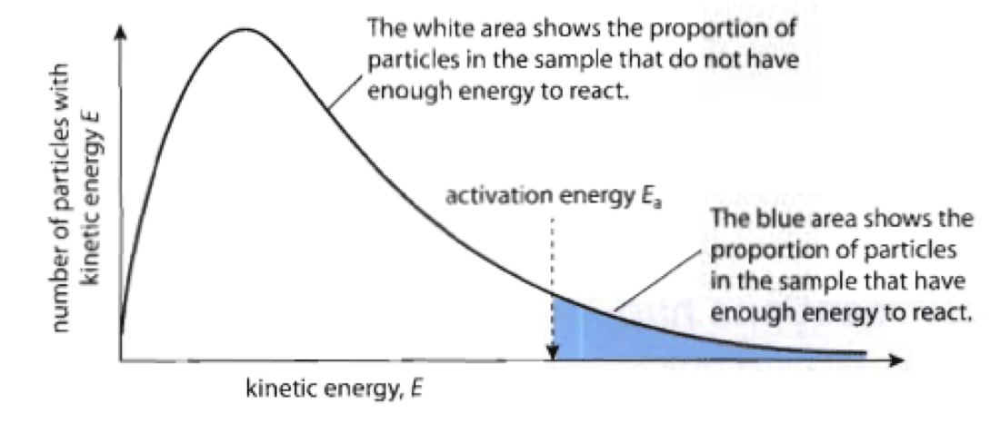 The white area shows the proportion of
particles in the sample that do not have
enough energy to react.
number of particles with
kinetic energy E
activation energy Eₐ
The blue area shows the
proportion of particles
in the sample that have
enough energy to react.
kinetic energy, E